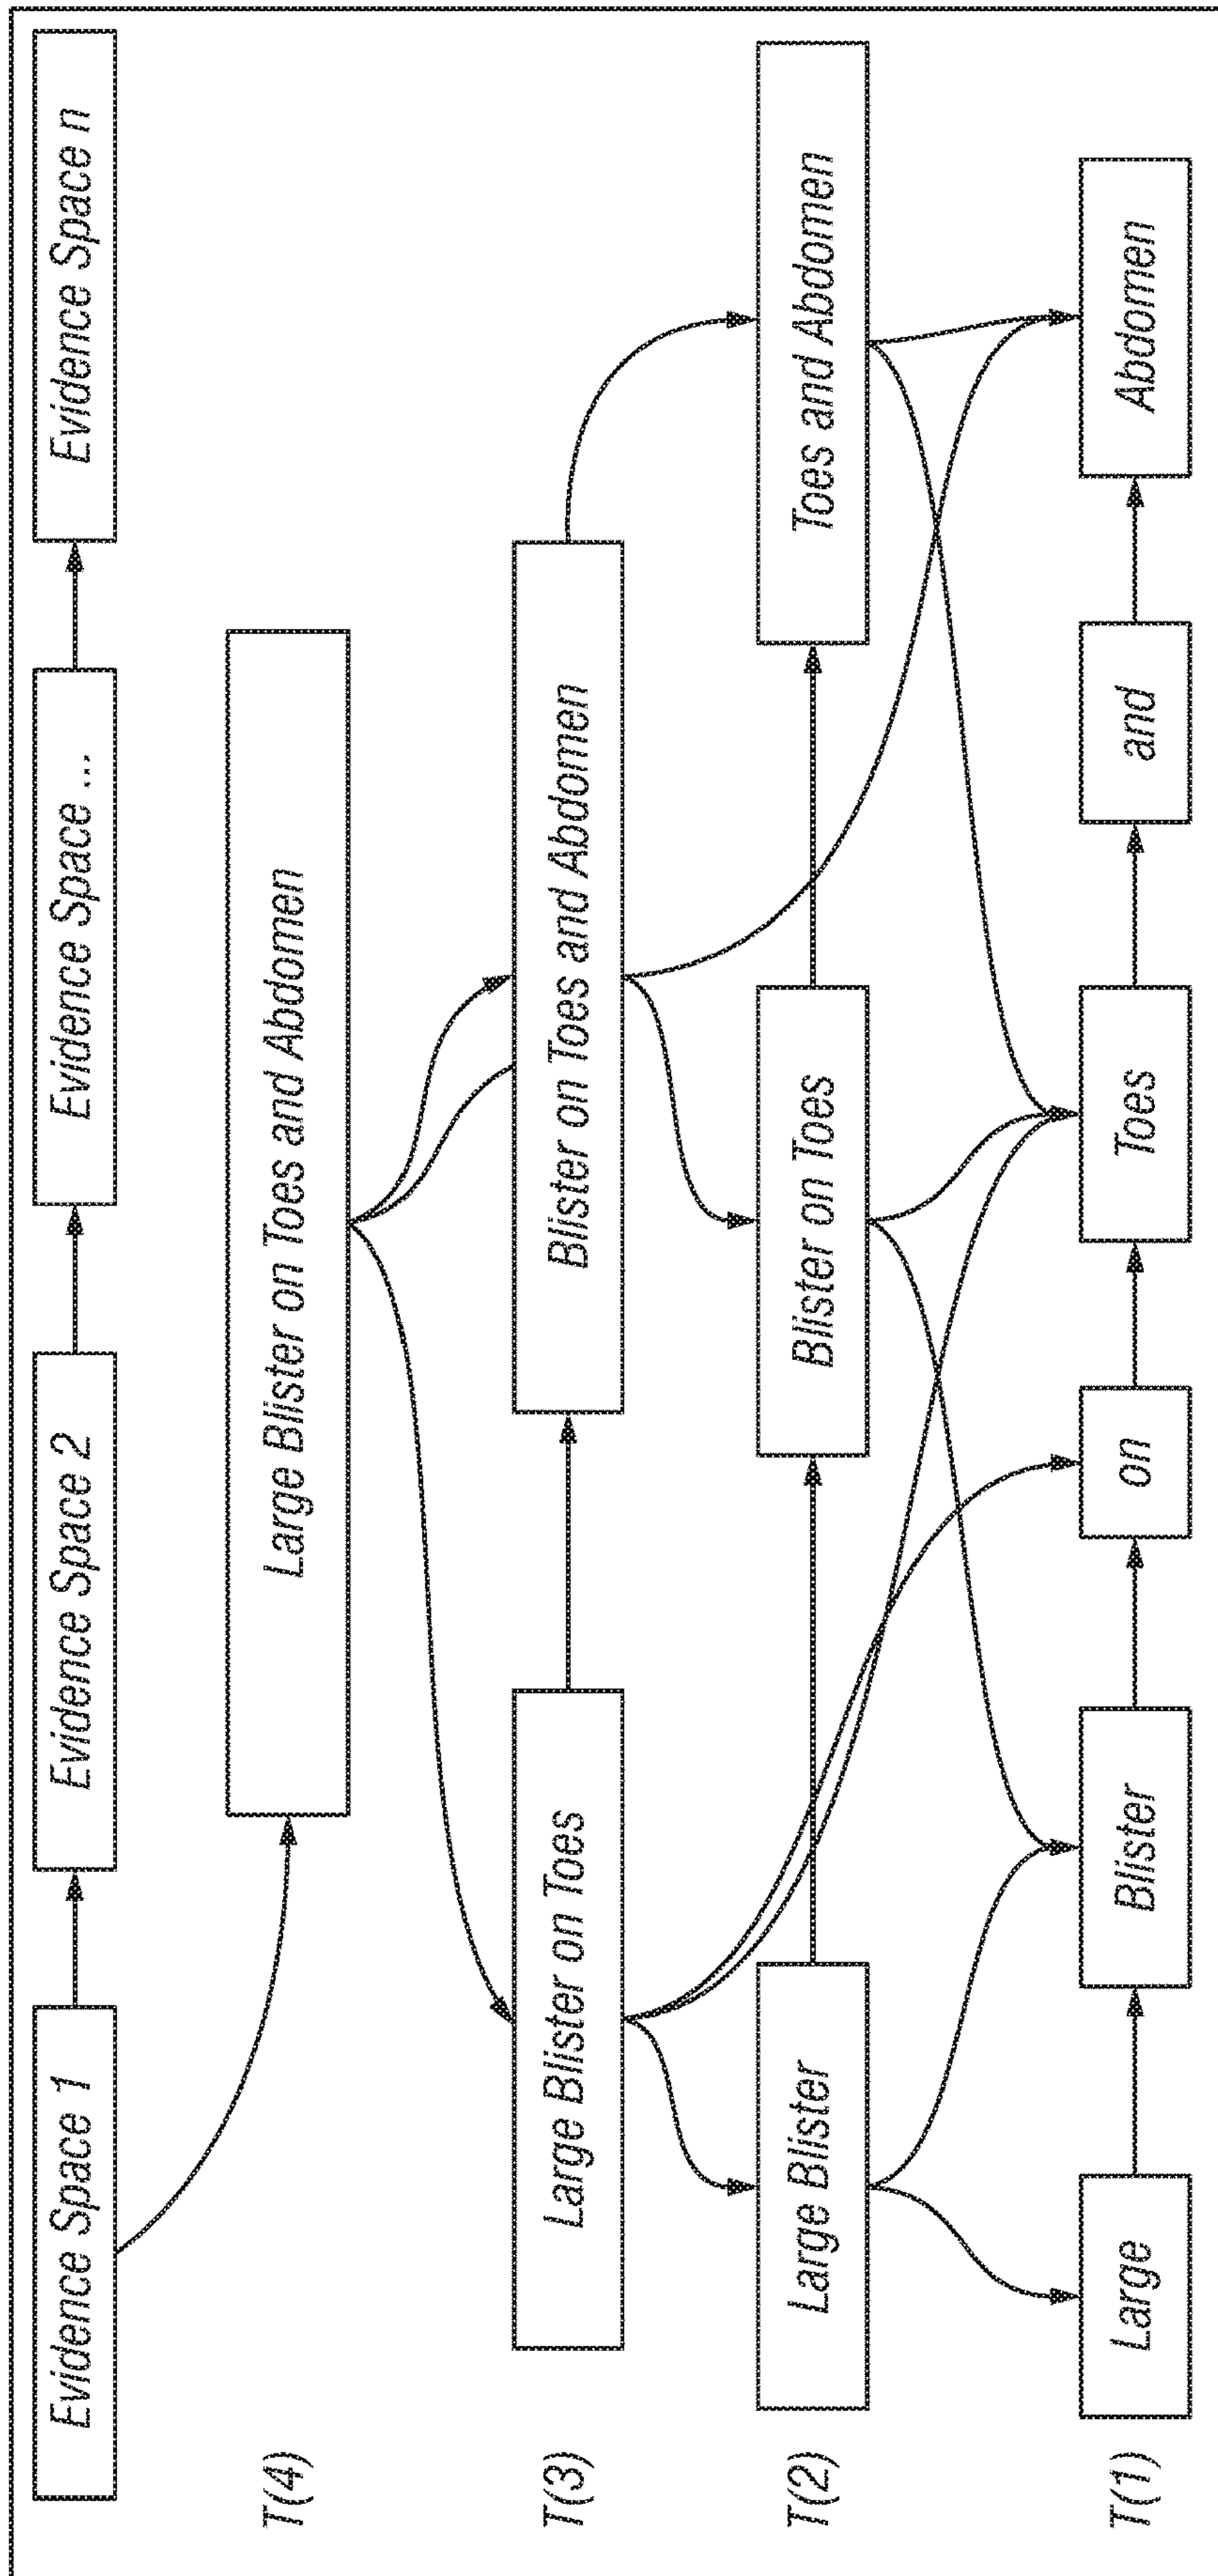 Evidence Space 1
Evidence Space 2
Evidence Space ...
Evidence Space n
T(4)
Large Blister on Toes and Abdomen
T(3)
Large Blister on Toes
Blister on Toes and Abdomen
T(2)
Large Blister
Blister on Toes
Toes and Abdomen
T(1)
Large
Blister
on
Toes
and
Abdomen